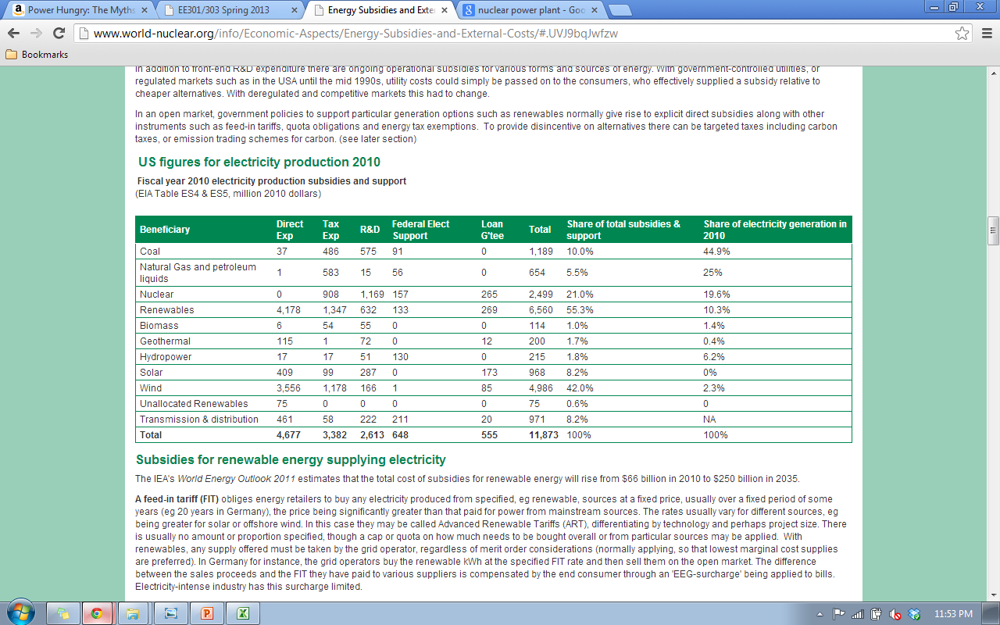 Power Hungry: The Myths
EE301/303 Spring 2013
Energy Subsidies and Exter
nuclear power plant - Goo
www.world-nuclear.org/info/Economic-Aspects/Energy-Subsidies-and-External-Costs/#.UVJ9bqJwfzw
Bookmarks
In addition to front-end R&D expenditure there are ongoing operational subsidies for various forms and sources of energy. With government-controlled utilities, or
regulated markets such as in the USA until the mid 1990s, utility costs could simply be passed on to the consumers, who effectively supplied a subsidy relative to
cheaper alternatives. With deregulated and competitive markets this had to change.
In an open market, government policies to support particular generation options such as renewables normally give rise to explicit direct subsidies along with other
instruments such as feed-in tariffs, quota obligations and energy tax exemptions.  To provide disincentive on alternatives there can be targeted taxes including carbon
taxes, or emission trading schemes for carbon. (see later section)
US figures for electricity production 2010
Fiscal year 2010 electricity production subsidies and support
(EIA Table ES4 & ES5, million 2010 dollars)
Beneficiary Direct Exp Tax Exp R&D Federal Elect Support Loan G'tee Total Share of total subsidies & support Share of electricity generation in 2010
Coal 37 486 575 91 0 1,189 10.0% 44.9%
Natural Gas and petroleum liquids 1 583 15 56 0 654 5.5% 25%
Nuclear 0 908 1,169 157 265 2,499 21.0% 19.6%
Renewables 4,178 1,347 632 133 269 6,560 55.3% 10.3%
Biomass 6 54 55 0 0 114 1.0% 1.4%
Geothermal 115 1 72 0 12 200 1.7% 0.4%
Hydropower 17 17 51 130 0 215 1.8% 6.2%
Solar 409 99 287 0 173 968 8.2% 0%
Wind 3,556 1,178 166 1 85 4,986 42.0% 2.3%
Unallocated Renewables 75 0 0 0 0 75 0.6% 0
Transmission & distribution 461 58 222 211 20 971 8.2% NA
Total 4,677 3,382 2,613 648 555 11,873 100% 100%
Subsidies for renewable energy supplying electricity
The IEA's World Energy Outlook 2011 estimates that the total cost of subsidies for renewable energy will rise from $66 billion in 2010 to $250 billion in 2035.
A feed-in tariff (FIT) obliges energy retailers to buy any electricity produced from specified, eg renewable, sources at a fixed price, usually over a fixed period of some
years (eg 20 years in Germany), the price being significantly greater than that paid for power from mainstream sources. The rates usually vary for different sources, eg
being greater for solar or offshore wind. In this case they may be called Advanced Renewable Tariffs (ART), differentiating by technology and perhaps project size. There
is usually no amount or proportion specified, though a cap or quota on how much needs to be bought overall or from particular sources may be applied.  With
renewables, any supply offered must be taken by the grid operator, regardless of merit order considerations (normally applying, so that lowest marginal cost supplies
are preferred). In Germany for instance, the grid operators buy the renewable kWh at the specified FIT rate and then sell them on the open market. The difference
between the sales proceeds and the FIT they have paid to various suppliers is compensated by the end consumer through an 'EEG-surcharge' being applied to bills.
Electricity-intense industry has this surcharge limited.
11:53 PM